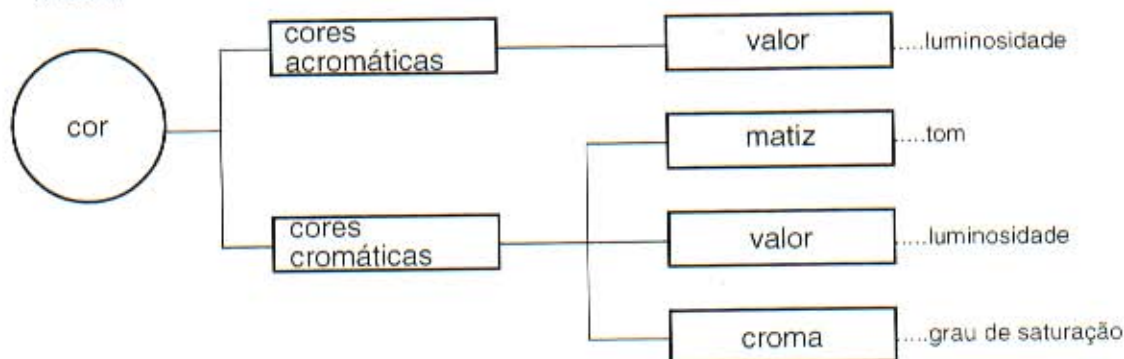 cor
cores
acromáticas
valor
.....luminosidade
matiz
....tom
cores
cromáticas
valor
.....luminosidade
croma
....grau de saturação